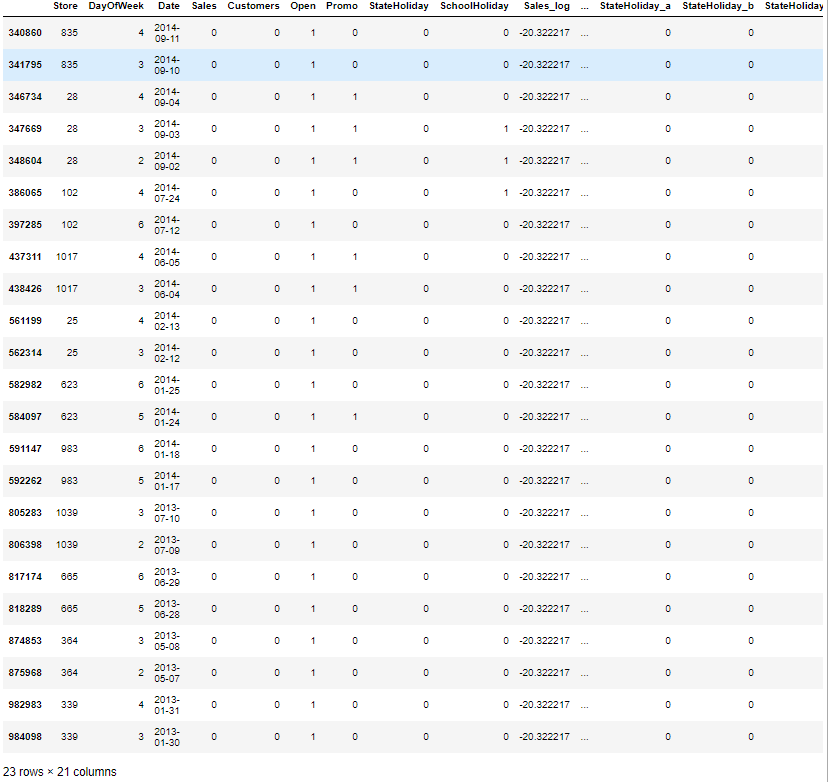 Store DayOfWeek Date Sales Customers Open Promo StateHoliday SchoolHoliday Sales_log ... StateHoliday_a StateHoliday_b StateHoliday
340860 835 4 2014-09-11 0 0 1 0 0 0 -20.322217 ... 0 0
341795 835 3 2014-09-10 0 0 1 0 0 0 -20.322217 ... 0 0
346734 28 4 2014-09-04 0 0 1 1 0 0 -20.322217 ... 0 0
347669 28 3 2014-09-03 0 0 1 1 0 1 -20.322217 ... 0 0
348604 28 2 2014-09-02 0 0 1 1 0 1 -20.322217 ... 0 0
386065 102 4 2014-07-24 0 0 1 0 0 1 -20.322217 ... 0 0
397285 102 6 2014-07-12 0 0 1 0 0 0 -20.322217 ... 0 0
437311 1017 4 2014-06-05 0 0 1 1 0 0 -20.322217 ... 0 0
438426 1017 3 2014-06-04 0 0 1 1 0 0 -20.322217 ... 0 0
561199 25 4 2014-02-13 0 0 1 0 0 0 -20.322217 ... 0 0
562314 25 3 2014-02-12 0 0 1 0 0 0 -20.322217 ... 0 0
582982 623 6 2014-01-25 0 0 1 0 0 0 -20.322217 ... 0 0
584097 623 5 2014-01-24 0 0 1 1 0 0 -20.322217 ... 0 0
591147 983 6 2014-01-18 0 0 1 0 0 0 -20.322217 ... 0 0
592262 983 5 2014-01-17 0 0 1 0 0 0 -20.322217 ... 0 0
805283 1039 3 2013-07-10 0 0 1 0 0 0 -20.322217 ... 0 0
806398 1039 2 2013-07-09 0 0 1 0 0 0 -20.322217 ... 0 0
817174 665 6 2013-06-29 0 0 1 0 0 0 -20.322217 ... 0 0
818289 665 5 2013-06-28 0 0 1 0 0 0 -20.322217 ... 0 0
874853 364 3 2013-05-08 0 0 1 0 0 0 -20.322217 ... 0 0
875968 364 2 2013-05-07 0 0 1 0 0 0 -20.322217 ... 0 0
982983 339 4 2013-01-31 0 0 1 0 0 0 -20.322217 ... 0 0
984098 339 3 2013-01-30 0 0 1 0 0 0 -20.322217 ... 0 0
23 rows × 21 columns